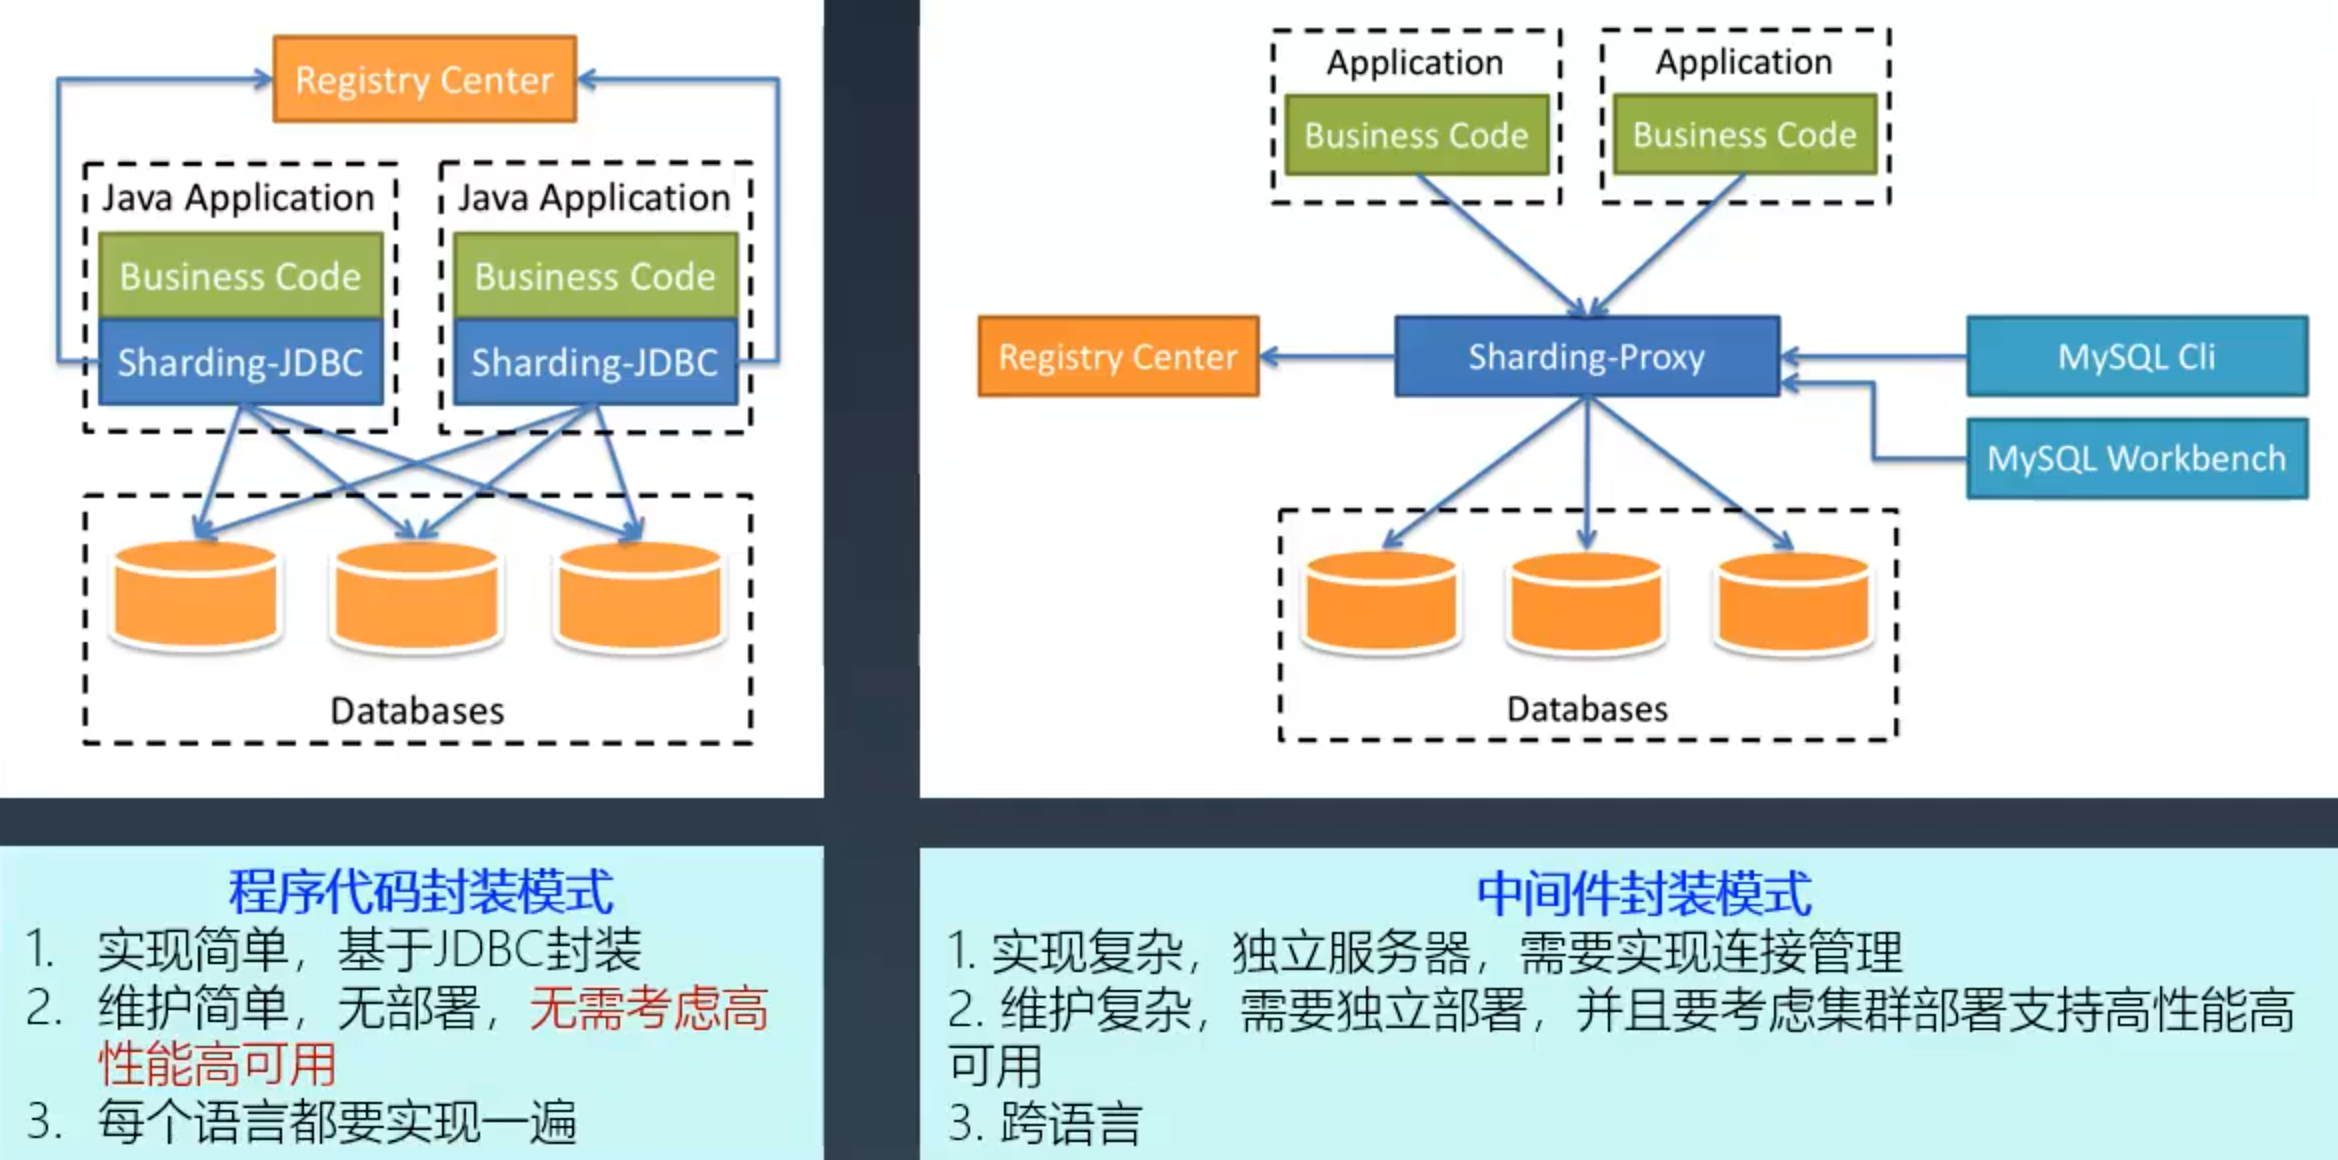 Registry Center
Java Application
Java Application
Business Code
Business Code
Sharding-JDBC
Sharding-JDBC
Databases
Application
Application
Business Code
Business Code
Registry Center
Sharding-Proxy
MySQL Cli
MySQL Workbench
Databases
程序代码封装模式
1. 实现简单，基于JDBC封装
2. 维护简单，无部署，无需考虑高
性能高可用
3. 每个语言都要实现一遍
中间件封装模式
1. 实现复杂，独立服务器，需要实现连接管理
2. 维护复杂，需要独立部署，并且要考虑集群部署支持高性能高
可用
3. 跨语言